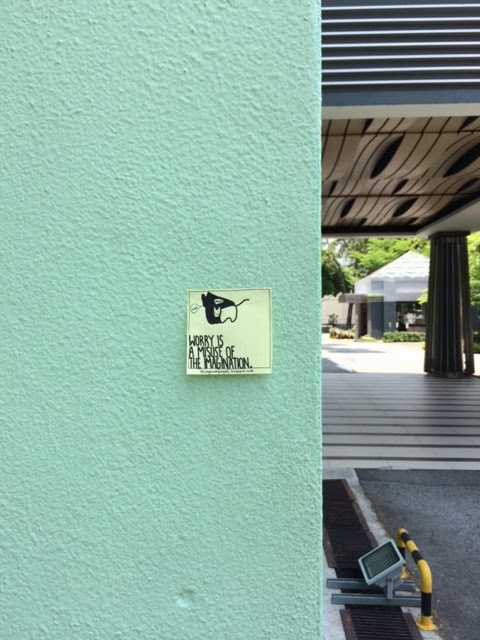 WORRY IS
A MISUSE OF
THE IMAGINATION.